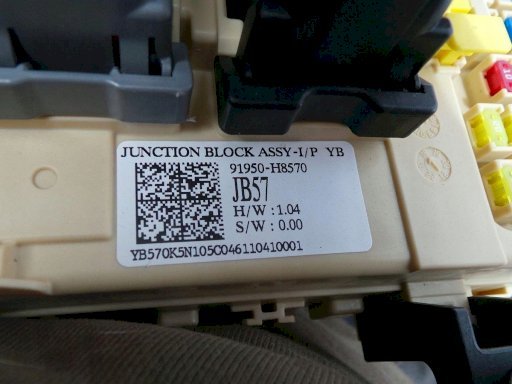 JUNCTION BLOCK ASSY-I/P YB
91950-H8570
JB57
H/W : 1.04
S/W : 0.00
YB570K5N105C046110410001